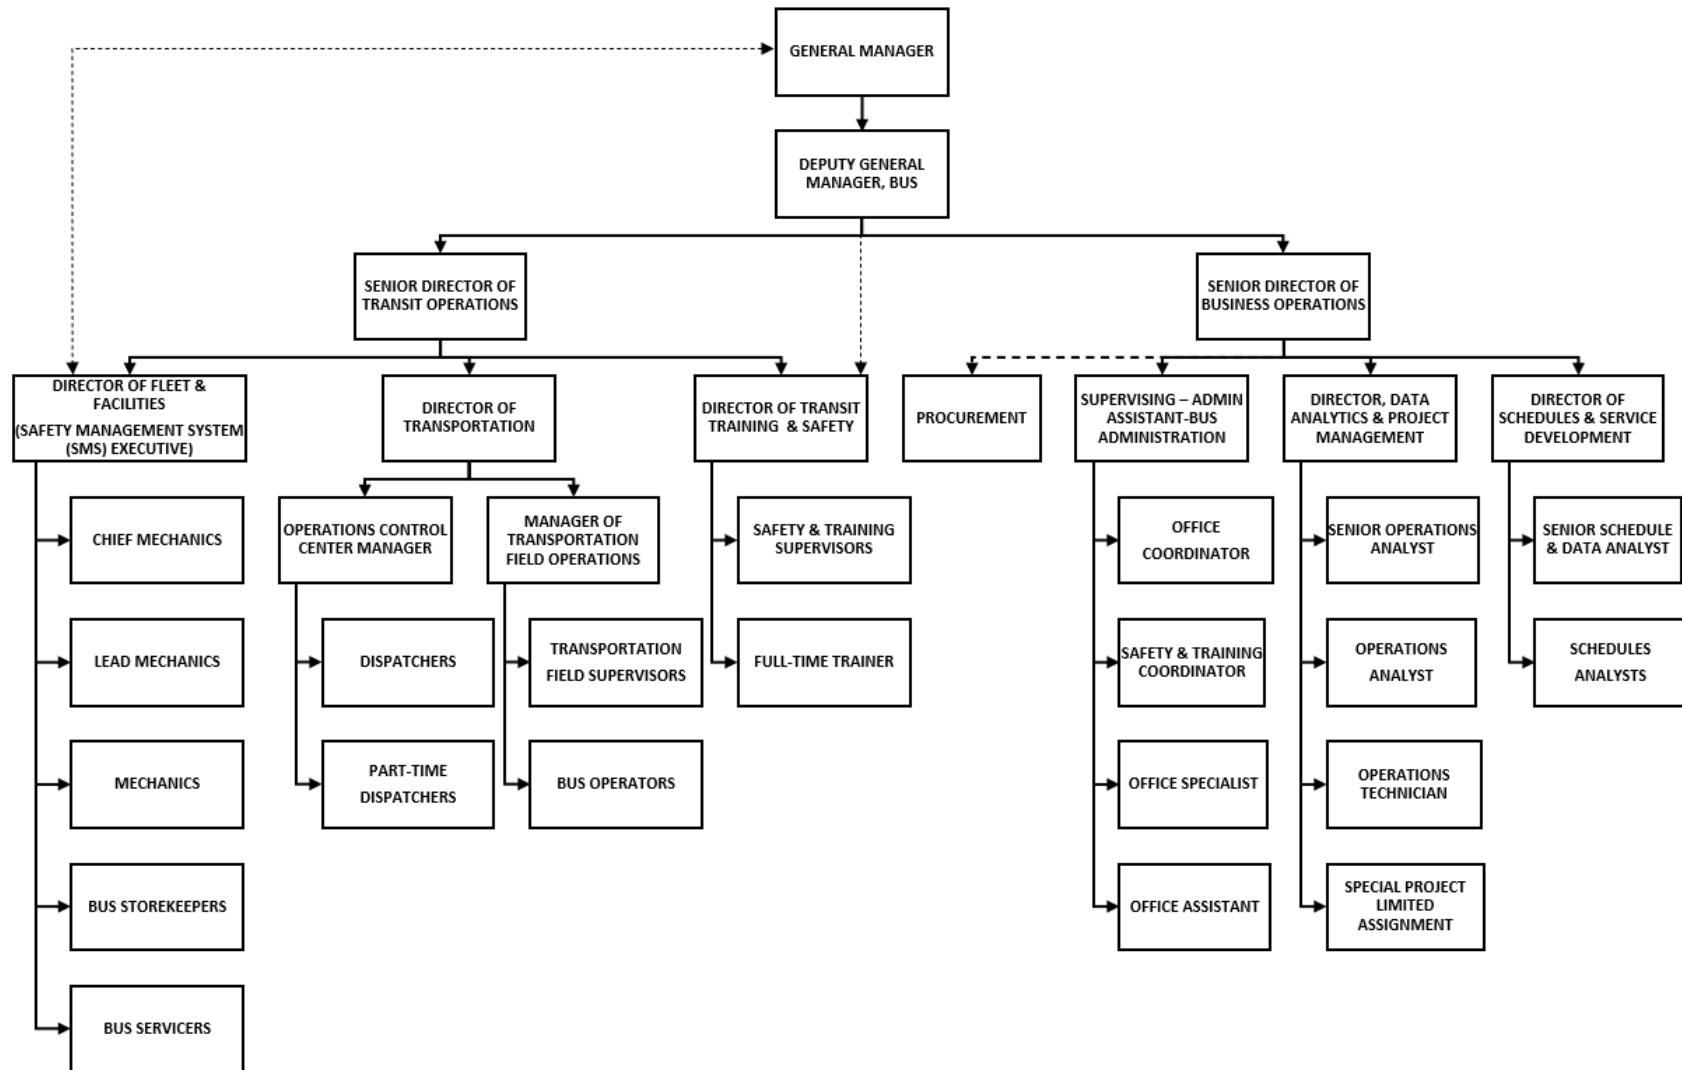 GENERAL MANAGER
DEPUTY GENERAL
MANAGER, BUS
SENIOR DIRECTOR OF
TRANSIT OPERATIONS
SENIOR DIRECTOR OF
BUSINESS OPERATIONS
DIRECTOR OF FLEET &
FACILITIES
(SAFETY MANAGEMENT SYSTEM
(SMS) EXECUTIVE)
DIRECTOR OF
TRANSPORTATION
DIRECTOR OF TRANSIT
TRAINING & SAFETY
PROCUREMENT
SUPERVISING – ADMIN
ASSISTANT-BUS
ADMINISTRATION
DIRECTOR, DATA
ANALYTICS & PROJECT
MANAGEMENT
DIRECTOR OF
SCHEDULES & SERVICE
DEVELOPMENT
CHIEF MECHANICS
OPERATIONS CONTROL
CENTER MANAGER
MANAGER OF
TRANSPORTATION
FIELD OPERATIONS
SAFETY & TRAINING
SUPERVISORS
OFFICE
COORDINATOR
SENIOR OPERATIONS
ANALYST
SENIOR SCHEDULE
& DATA ANALYST
LEAD MECHANICS
DISPATCHERS
TRANSPORTATION
FIELD SUPERVISORS
FULL-TIME TRAINER
SAFETY & TRAINING
COORDINATOR
OPERATIONS
ANALYST
SCHEDULES
ANALYSTS
MECHANICS
PART-TIME
DISPATCHERS
BUS OPERATORS
OFFICE SPECIALIST
OPERATIONS
TECHNICIAN
BUS STOREKEEPERS
OFFICE ASSISTANT
SPECIAL PROJECT
LIMITED
ASSIGNMENT
BUS SERVICERS